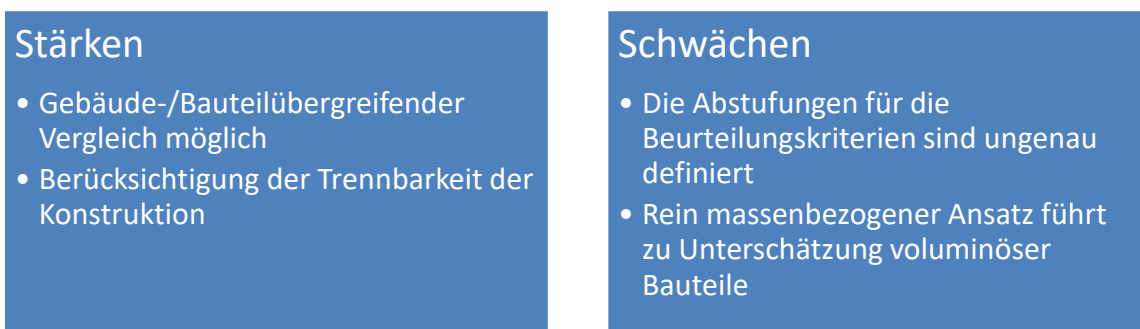 Stärken
• Gebäude-/Bauteilübergreifender
Vergleich möglich
• Berücksichtigung der Trennbarkeit der
Konstruktion
Schwächen
• Die Abstufungen für die
Beurteilungskriterien sind ungenau
definiert
• Rein massenbezogener Ansatz führt
zu Unterschätzung voluminöser
Bauteile